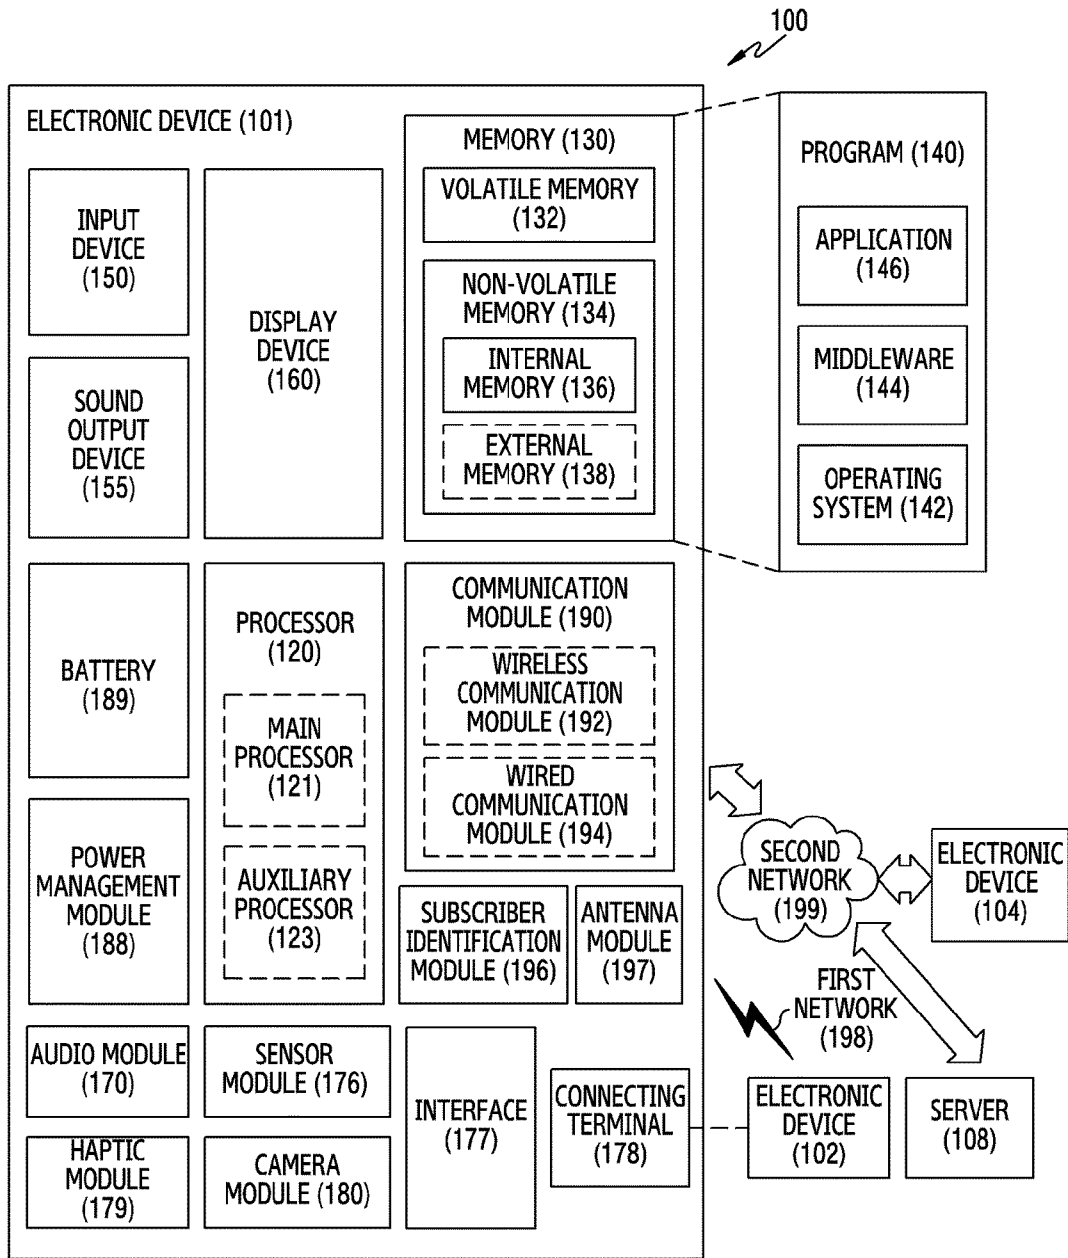 100
ELECTRONIC DEVICE (101)
INPUT
DEVICE
(150)
SOUND
OUTPUT
DEVICE
(155)
DISPLAY
DEVICE
(160)
MEMORY (130)
VOLATILE MEMORY
(132)
NON-VOLATILE
MEMORY (134)
INTERNAL
MEMORY (136)
EXTERNAL
MEMORY (138)
PROGRAM (140)
APPLICATION
(146)
MIDDLEWARE
(144)
OPERATING
SYSTEM (142)
BATTERY
(189)
POWER
MANAGEMENT
MODULE
(188)
PROCESSOR
(120)
MAIN
PROCESSOR
(121)
AUXILIARY
PROCESSOR
(123)
COMMUNICATION
MODULE (190)
WIRELESS
COMMUNICATION
MODULE (192)
WIRED
COMMUNICATION
MODULE (194)
SUBSCRIBER
IDENTIFICATION
MODULE (196)
ANTENNA
MODULE
(197)
SECOND
NETWORK
(199)
ELECTRONIC
DEVICE
(104)
FIRST
NETWORK
(198)
AUDIO MODULE
(170)
SENSOR
MODULE (176)
HAPTIC
MODULE
(179)
CAMERA
MODULE (180)
INTERFACE
(177)
CONNECTING
TERMINAL
(178)
ELECTRONIC
DEVICE
(102)
SERVER
(108)